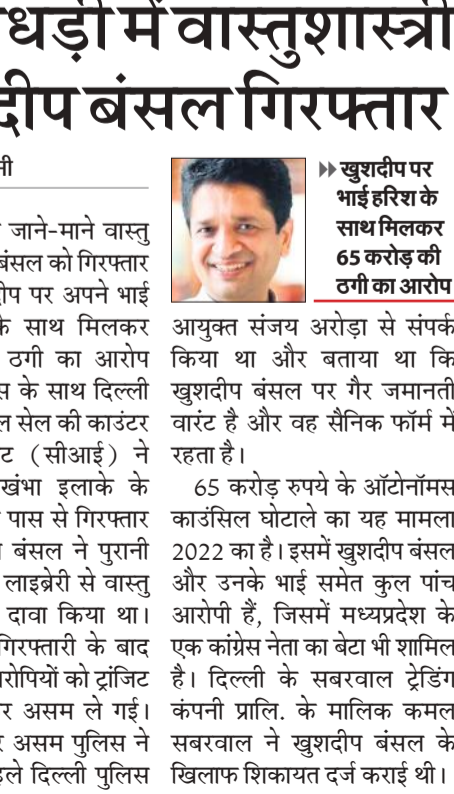 धड़ी में वास्तुशास्त्री
दीप बंसल गिरफ्तार
जाने-माने वास्तु
बंसल को गिरफ्तार
पर अपने भाई
के साथ मिलकर
ठगी का आरोप
के साथ दिल्ली
सेल की काउंटर
(सीआई) ने
खंभा इलाके के
पास से गिरफ्तार
बंसल ने पुरानी
लाइब्रेरी से वास्तु
दावा किया था।
गिरफ्तारी के बाद
रोपियों को ट्रांजिट
असम ले गई।
असम पुलिस ने
दिल्ली पुलिस
खुशदीप पर
भाई हरिश के
साथ मिलकर
65 करोड़ की
ठगी का आरोप
आयुक्त संजय अरोड़ा से संपर्क
किया था और बताया था कि
खुशदीप बंसल पर गैर जमानती
वारंट है और वह सैनिक फॉर्म में
रहता है।
65 करोड़ रुपये के ऑटोनॉमस
काउंसिल घोटाले का यह मामला
2022 का है। इसमें खुशदीप बंसल
और उनके भाई समेत कुल पांच
आरोपी हैं, जिसमें मध्यप्रदेश के
एक कांग्रेस नेता का बेटा भी शामिल
है। दिल्ली के सबरवाल ट्रेडिंग
कंपनी प्रालि. के मालिक कमल
सबरवाल ने खुशदीप बंसल के
खिलाफ शिकायत दर्ज कराई थी।